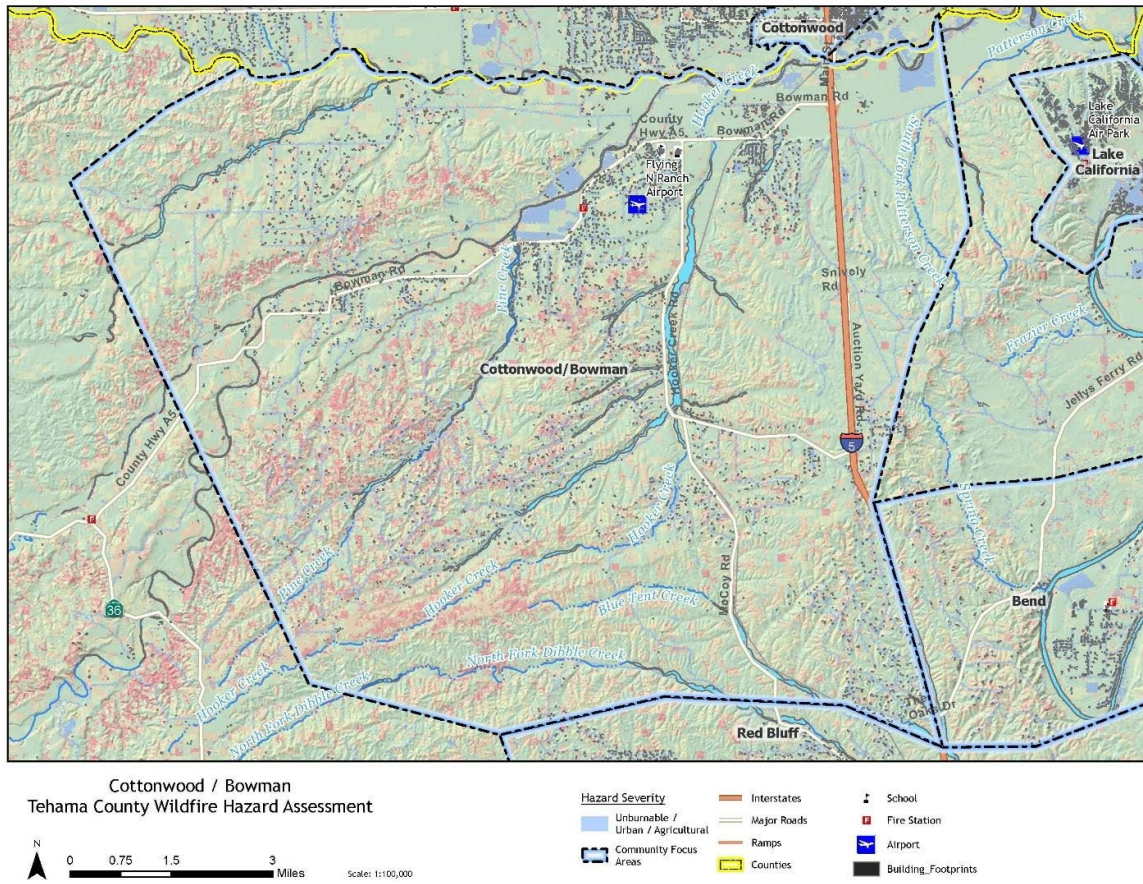 Cottonwood
Patterson Creek
Hooker Creek
Bowman Rd
County
Hwy A5
Bowman Rd
Lake
California
Air Park
Lake
California
Flying
N Ranch
Airport
South Fork Patterson Creek
Pine Creek
Bowman Rd
Snively
Rd
Hooker Creek Rd
Frazier Creek
Auction Yard Rd
Jellys Ferry Rd
Cottonwood/Bowman
County Hwy A5
5
Spring Creek
Hooker Creek
F
36
Pine Creek
Hooker Creek
Blue Tent Creek
McCoy Rd
Bend
F
North Fork Dibble Creek
Hooker Creek
North Fork Dibble Creek
Oaks Dr
Red Bluff
Cottonwood / Bowman
Tehama County Wildfire Hazard Assessment
N
0 0.75 1.5 3
Miles
Scale: 1:100,000
Hazard Severity
Unburnable /
Urban / Agricultural
Community Focus
Areas
Interstates
Major Roads
Ramps
Counties
School
F Fire Station
Airport
Building_Footprints